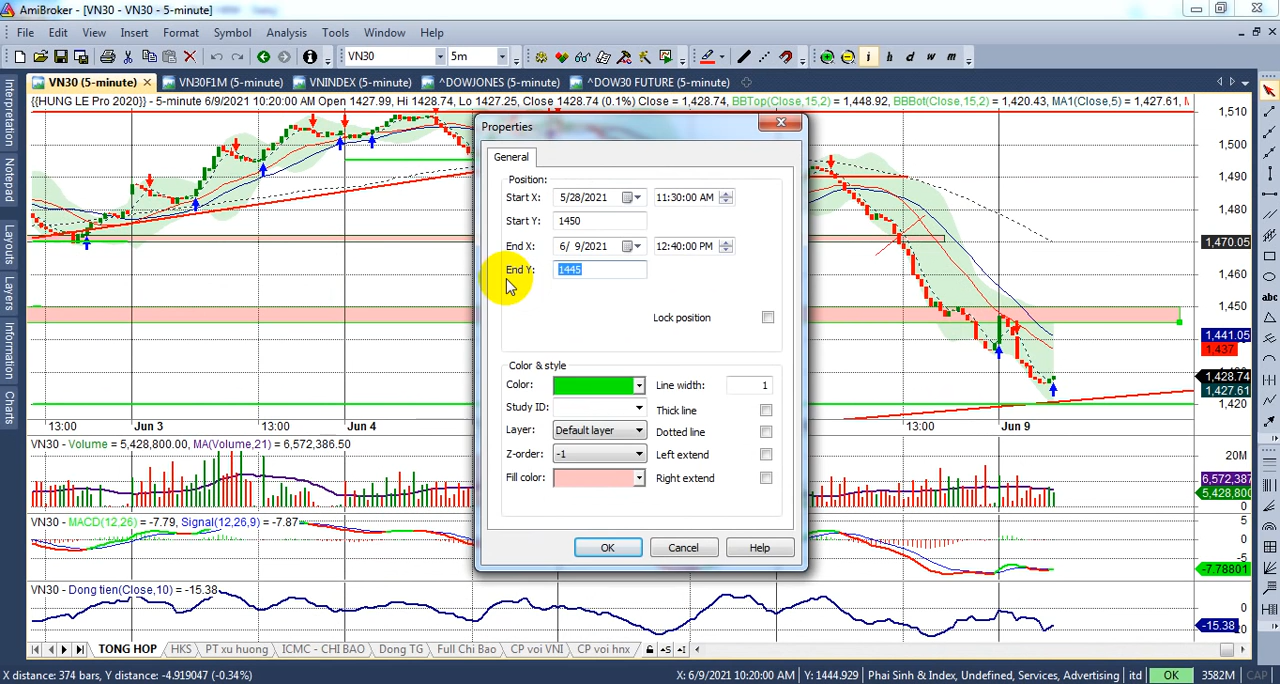 AmiBroker - [VN30 - 5-minute]
File Edit View Insert Format Symbol Analysis Tools Window Help
VN30 5m i h d w m
VN30 (5-minute) VN30F1M (5-minute) VNINDEX (5-minute) ^DOWJONES (5-minute) ^DOW30 FUTURE (5-minute)
{{HUNG LE Pro 2020}} - 5-minute 6/9/2021 10:20:00 AM Open 1427.99, Hi 1428.74, Lo 1427.25, Close 1428.74 (0.1%) Close = 1,428.74, BBTop(Close,15,2) = 1,448.92, BBBot(Close,15,2) = 1,420.43, MA1(Close,5) = 1,427.61,
Interpretation
Notepad
Layouts
Layers
Information
Charts
abc
1,510
1,490
1,480
1,470.05
1,460
1,450
1,441.05
1,437
1,428.74
1,427.61
1,420
Properties
General
Position:
Start X: 5/28/2021 11:30:00 AM
Start Y: 1450
End X: 6/ 9/2021 12:40:00 PM
End Y: 1445
Lock position
Color & style
Color: Line width: 1
Study ID: Thick line
Layer: Default layer Dotted line
Z-order: -1 Left extend
Fill color: Right extend
OK Cancel Help
13:00 Jun 3 13:00 Jun 4 13:00 Jun 9
VN30 - Volume = 5,428,800.00, MA(Volume,21) = 6,572,386.50
20M
6,572,387
5,428,800
VN30 - MACD(12,26) = -7.79, Signal(12,26,9) = -7.87
5
0
-5
-7.78801
VN30 - Dong tien(Close,10) = -15.38
0
-15.38
TONG HOP HKS PT xu huong ICMC - CHI BAO Dong TG Full Chi Bao CP voi VNI CP voi hnx
X distance: 374 bars, Y distance: -4.919047 (-0.34%) X: 6/9/2021 10:20:00 AM Y: 1444.929 Phai Sinh & Index, Undefined, Services, Advertising itd OK 3582M CAP